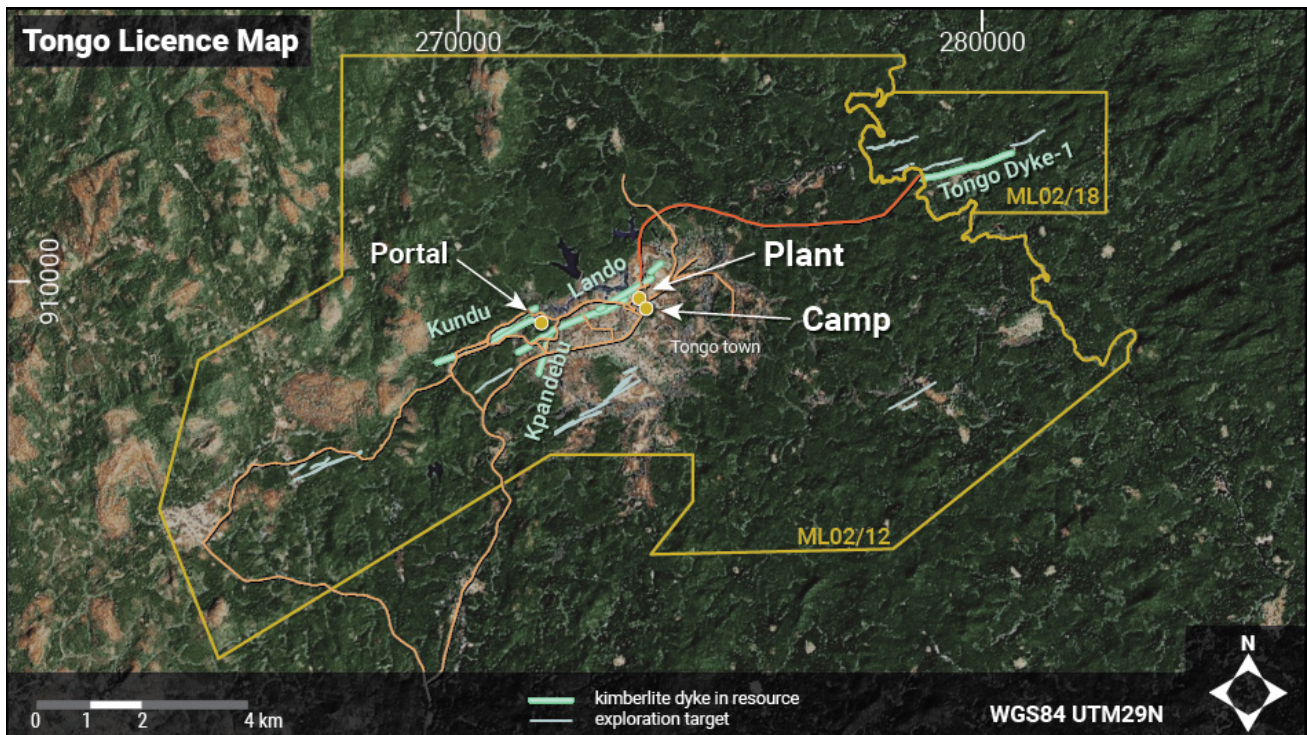 Tongo Licence Map
270000
280000
Tongo Dyke-1
ML02/18
910000
Portal
Plant
Lando
Kundu
Camp
Tongo town
Kpandebu
ML02/12
N
kimberlite dyke in resource
exploration target
0 1 2 4 km
WGS84 UTM29N